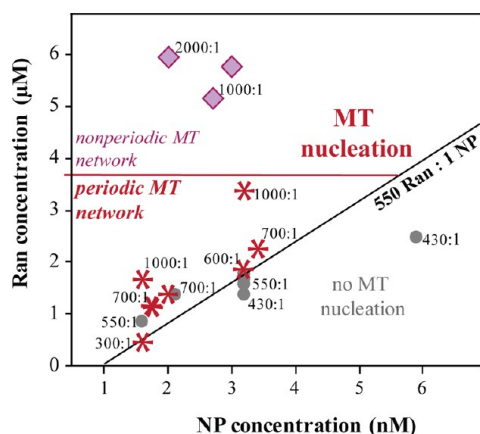 6
5
4
3
2
1
0
Ran concentration (μM)
2000:1
1000:1
nonperiodic MT
network
MT
nucleation
periodic MT
network
1000:1
550 Ran : 1 NP
700:1
600:1
430:1
1000:1
700:1
700:1
550:1
550:1
430:1
300:1
no MT
nucleation
1
2
3
4
5
6
NP concentration (nM)